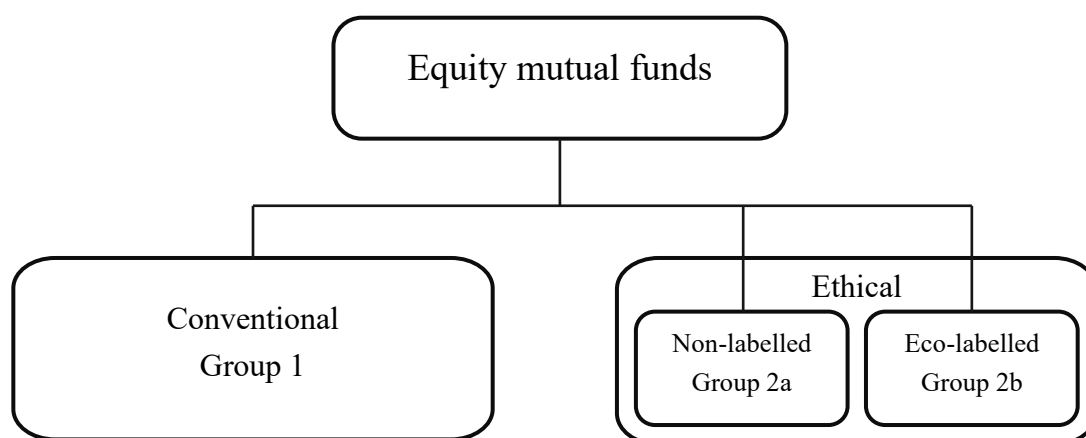 Equity mutual funds
Conventional
Group 1
Ethical
Non-labelled
Group 2a
Eco-labelled
Group 2b